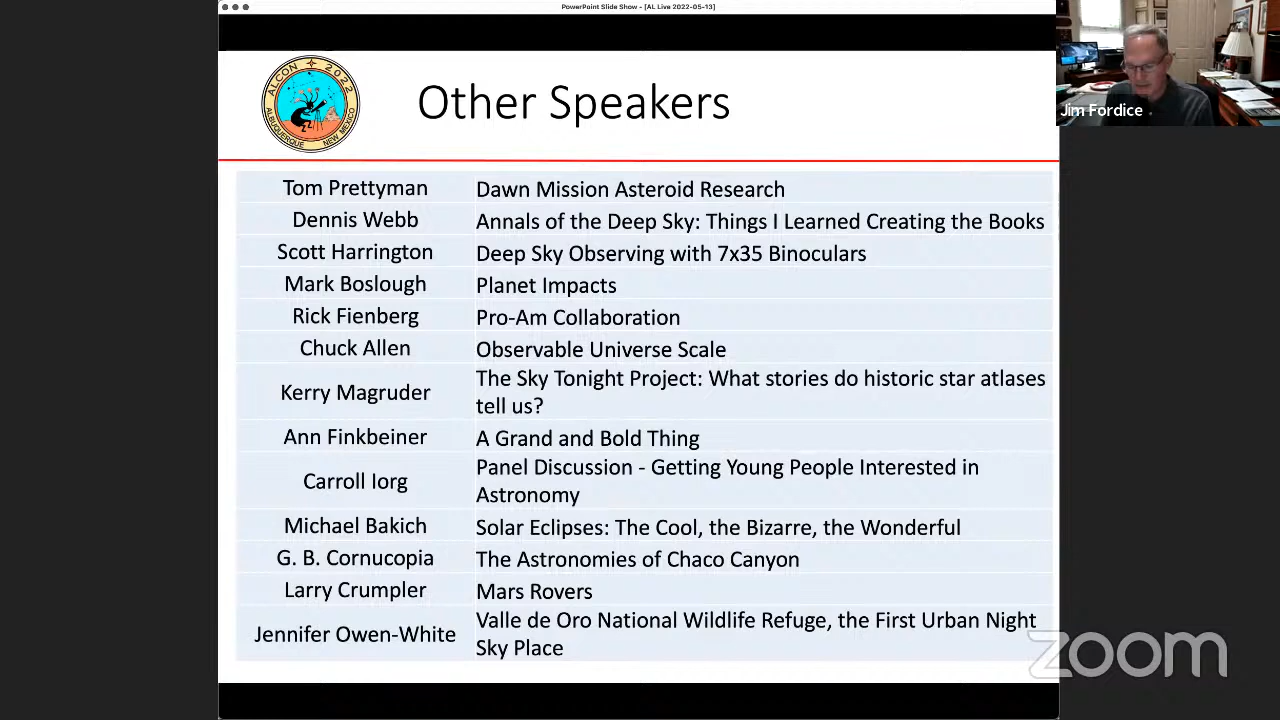 PowerPoint Slide Show - [AL Live 2022-05-13]
ALCON 2022
ALBUQUERQUE NEW MEXICO
Other Speakers
Jim Fordice
Tom Prettyman Dawn Mission Asteroid Research
Dennis Webb Annals of the Deep Sky: Things I Learned Creating the Books
Scott Harrington Deep Sky Observing with 7x35 Binoculars
Mark Boslough Planet Impacts
Rick Fienberg Pro-Am Collaboration
Chuck Allen Observable Universe Scale
Kerry Magruder The Sky Tonight Project: What stories do historic star atlases
tell us?
Ann Finkbeiner A Grand and Bold Thing
Carroll Iorg Panel Discussion - Getting Young People Interested in
Astronomy
Michael Bakich Solar Eclipses: The Cool, the Bizarre, the Wonderful
G. B. Cornucopia The Astronomies of Chaco Canyon
Larry Crumpler Mars Rovers
Jennifer Owen-White Valle de Oro National Wildlife Refuge, the First Urban Night
Sky Place
zoom